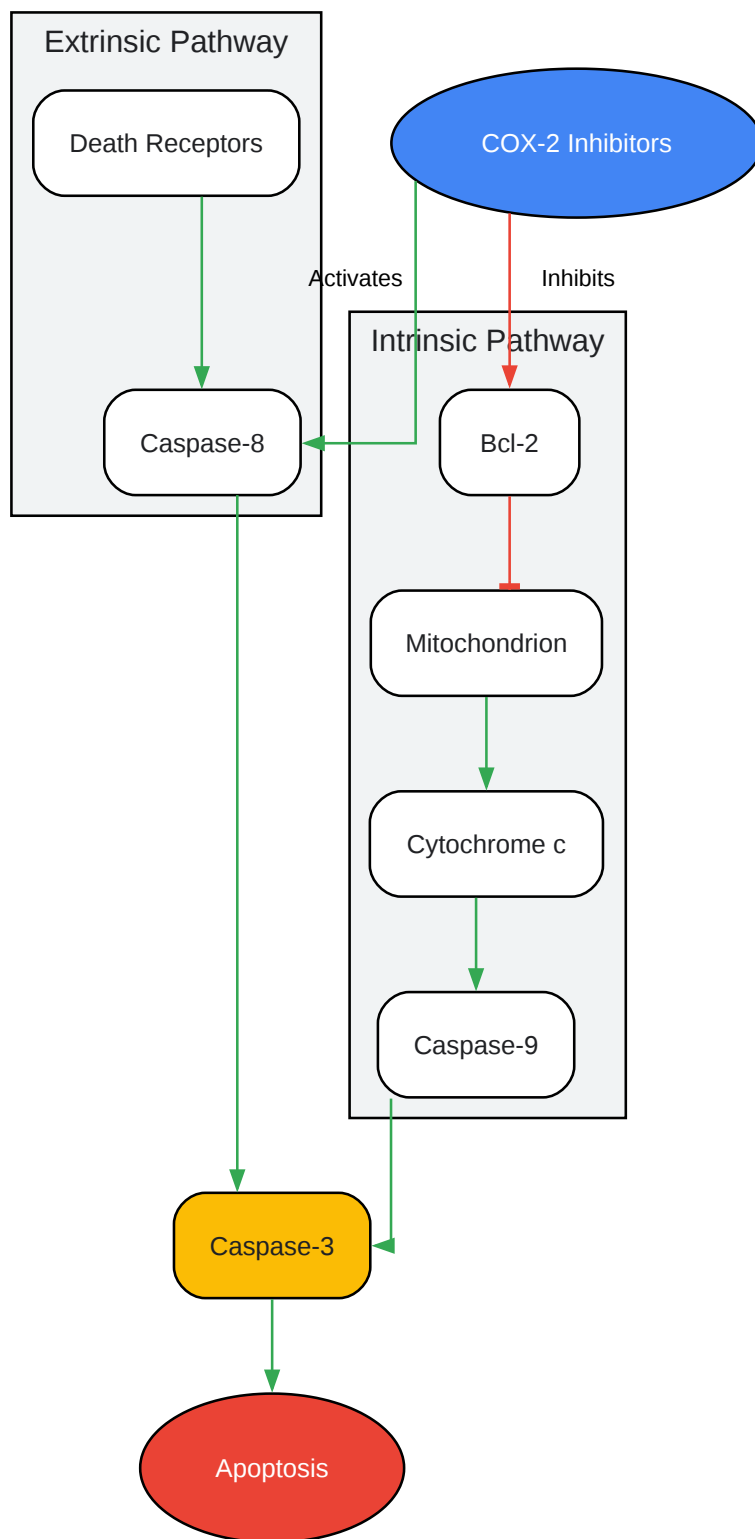 Extrinsic Pathway
Death Receptors
COX-2 Inhibitors
Activates
Inhibits
Intrinsic Pathway
Caspase-8
Bcl-2
Mitochondrion
Cytochrome c
Caspase-9
Caspase-3
Apoptosis